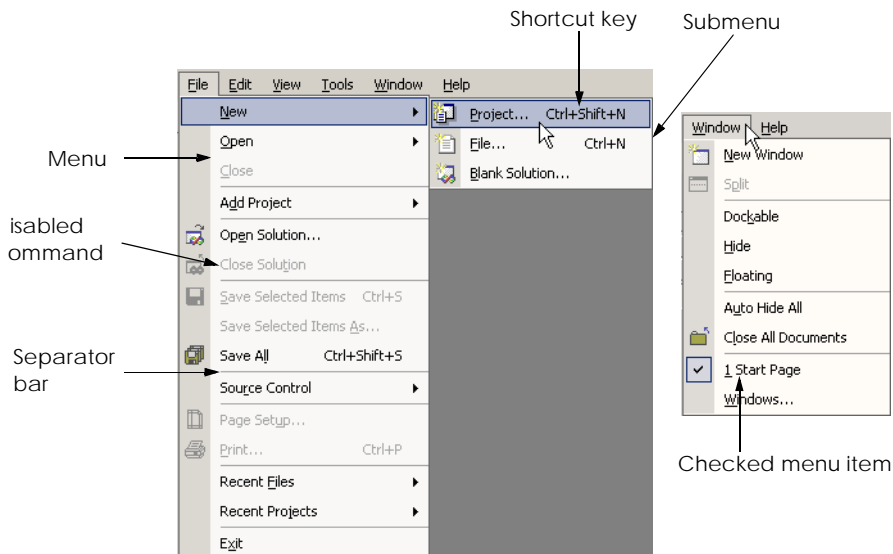 Shortcut key
Submenu
File Edit View Tools Window Help
New
Open
Close
Add Project
Open Solution...
Close Solution
Save Selected Items Ctrl+S
Save Selected Items As...
Save All Ctrl+Shift+S
Source Control
Page Setup...
Print... Ctrl+P
Recent Files
Recent Projects
Exit
Project... Ctrl+Shift+N
File... Ctrl+N
Blank Solution...
Menu
isabled
ommand
Separator
bar
Window Help
New Window
Split
Dockable
Hide
Floating
Auto Hide All
Close All Documents
1 Start Page
Windows...
Checked menu item